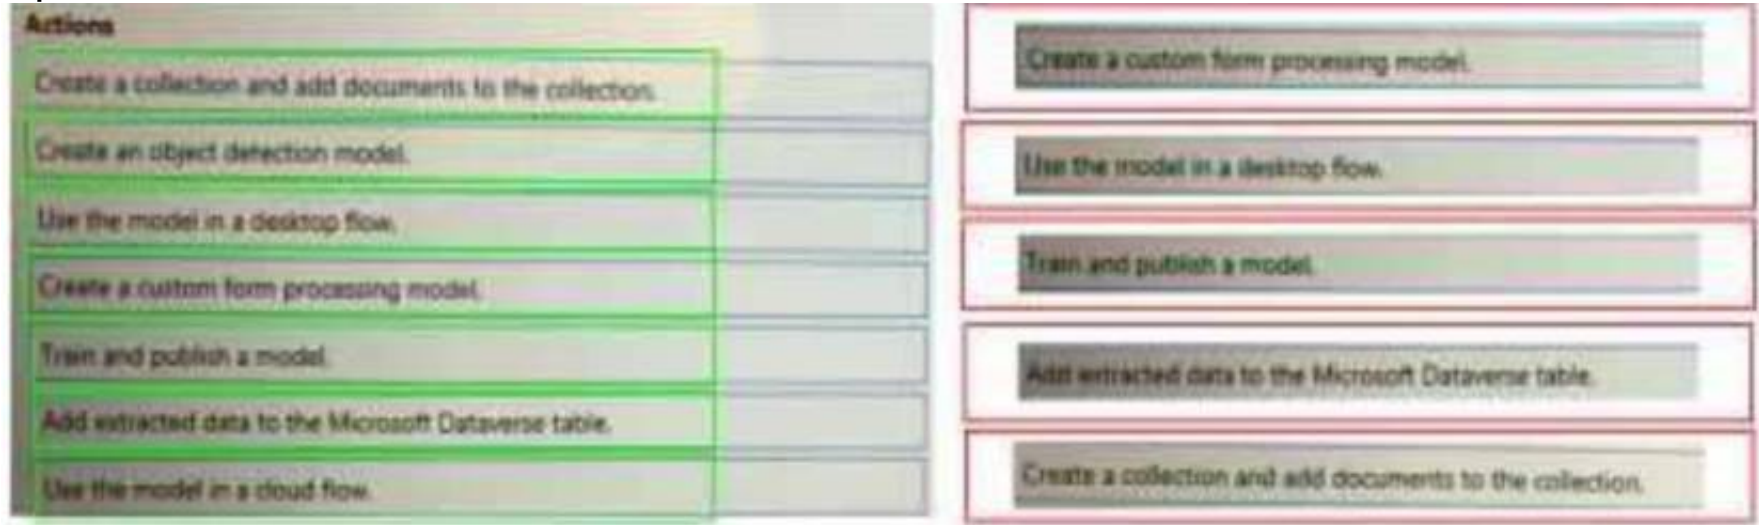 Actions
Create a collection and add documents to the collection.
Create an object detection model.
Use the model in a desktop flow.
Create a custom form processing model.
Train and publish a model.
Add extracted data to the Microsoft Dataverse table.
Use the model in a cloud flow.
Create a custom form processing model.
Use the model in a desktop flow.
Train and publish a model.
Add extracted data to the Microsoft Dataverse table.
Create a collection and add documents to the collection.